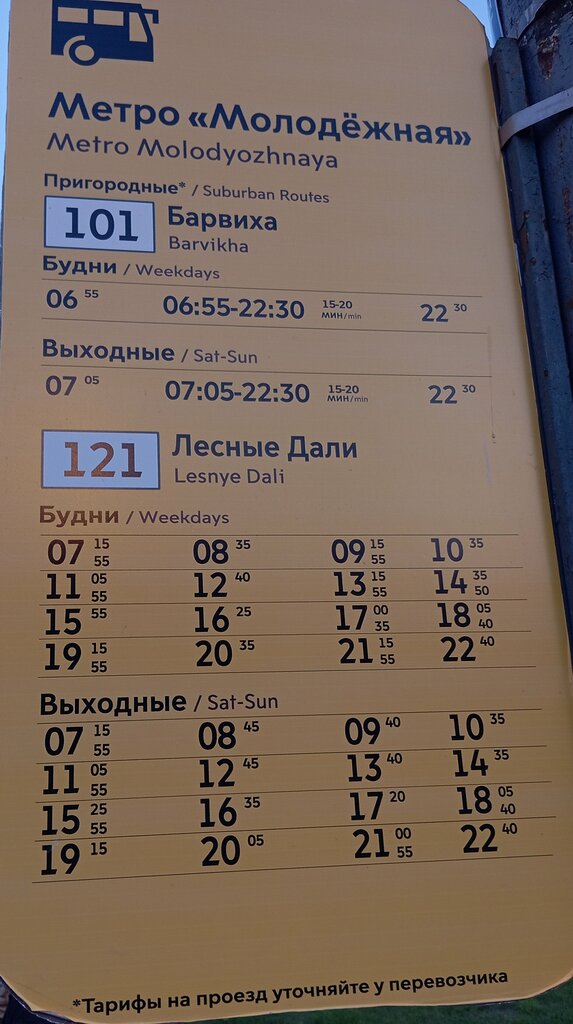 Метро «Молодёжная»
Metro Molodyozhnaya
Пригородные* / Suburban Routes
101 Барвиха
Barvikha
Будни / Weekdays
06 55 06:55-22:30 15-20 мин/min 22 30
Выходные / Sat-Sun
07 05 07:05-22:30 15-20 мин/min 22 30
121 Лесные Дали
Lesnye Dali
Будни / Weekdays
07 15 55 08 35 09 15 55 10 35
11 05 55 12 40 13 15 55 14 35 50
15 55 16 25 17 00 35 18 05 40
19 15 55 20 35 21 15 55 22 40
Выходные / Sat-Sun
07 15 55 08 45 09 40 10 35
11 05 55 12 45 13 40 14 35
15 25 55 16 35 17 20 18 05 40
19 15 20 05 21 00 55 22 40
*Тарифы на проезд уточняйте у перевозчика